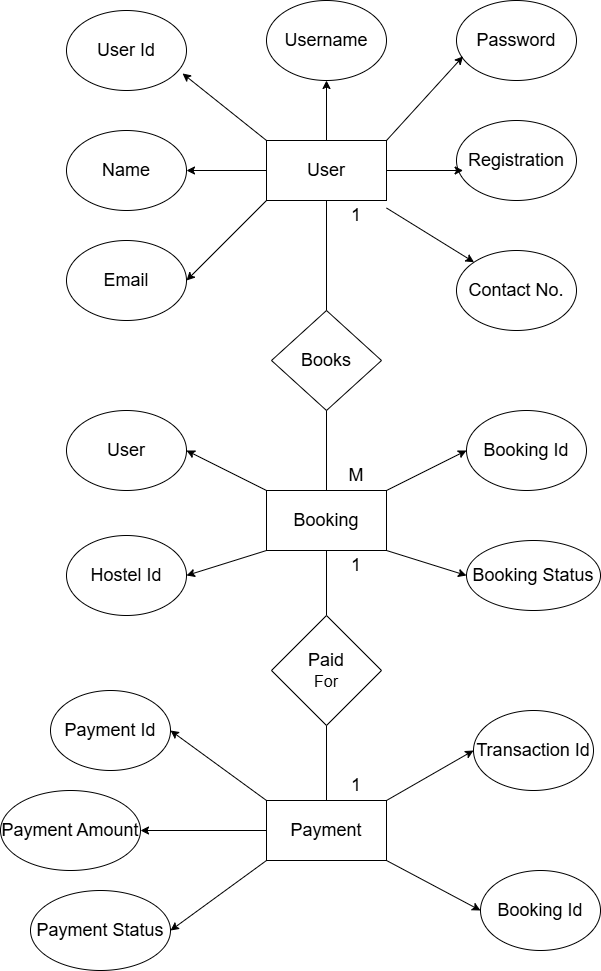 User Id
Username
Password
Name
User
Registration
1
Email
Contact No.
Books
User
M
Booking Id
Booking
Hostel Id
1
Booking Status
Paid
For
Payment Id
Transaction Id
1
Payment Amount
Payment
Payment Status
Booking Id